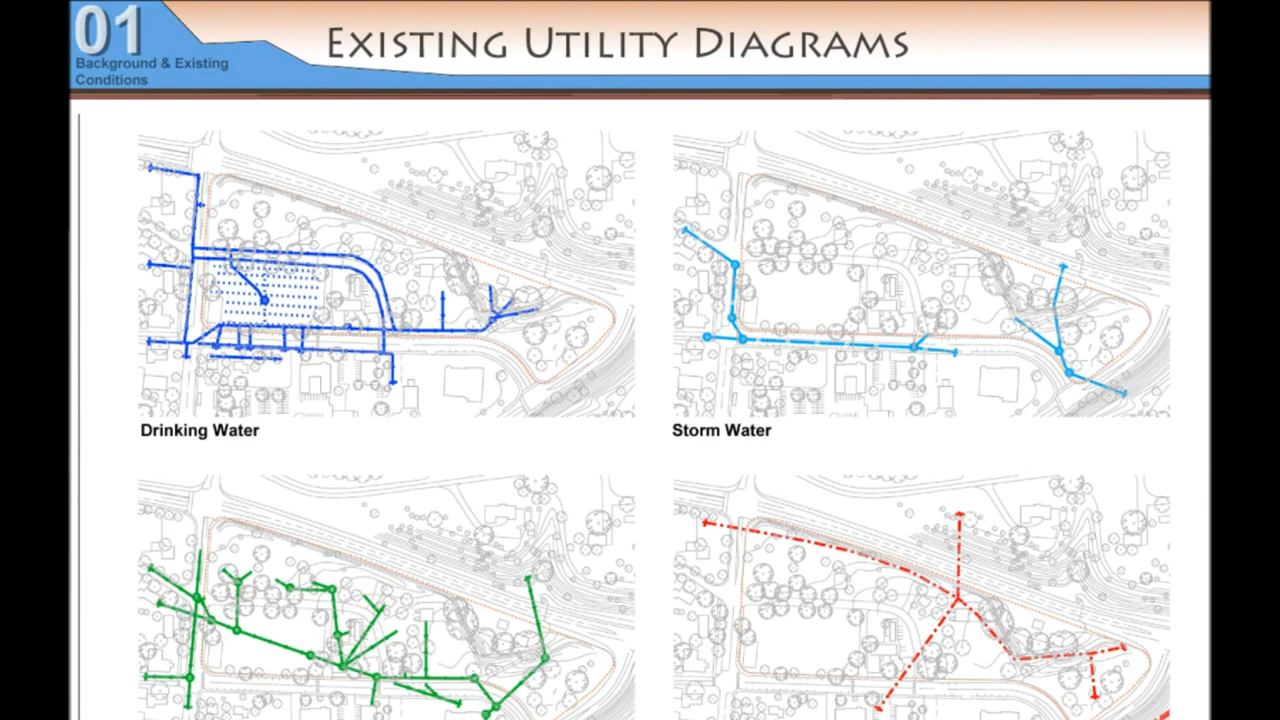 01
Background & Existing
Conditions
EXISTING UTILITY DIAGRAMS
Drinking Water
Storm Water